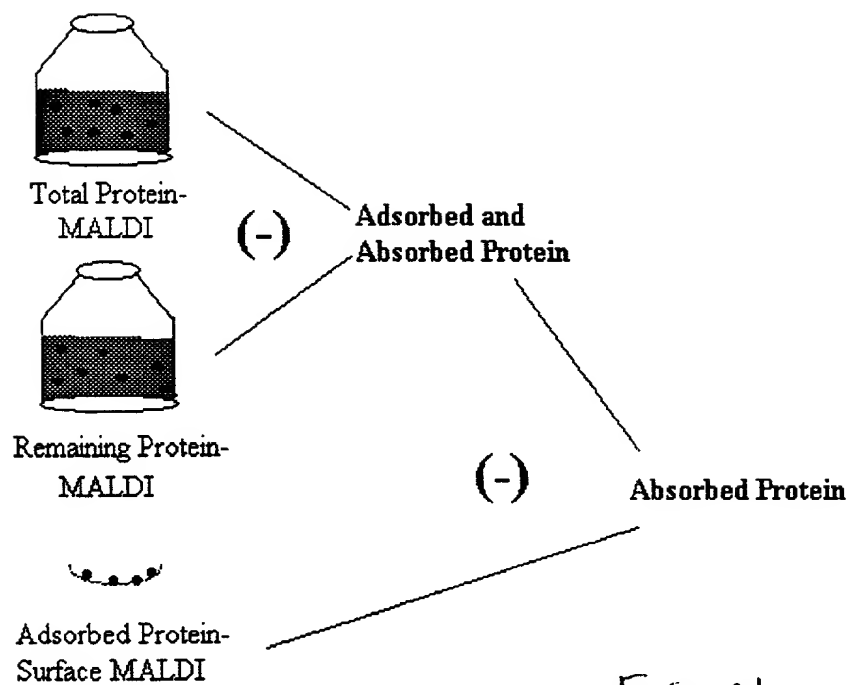 Total Protein-
MALDI
(-)
Adsorbed and
Absorbed Protein
Remaining Protein-
MALDI
(-)
Absorbed Protein
Adsorbed Protein-
Surface MALDI